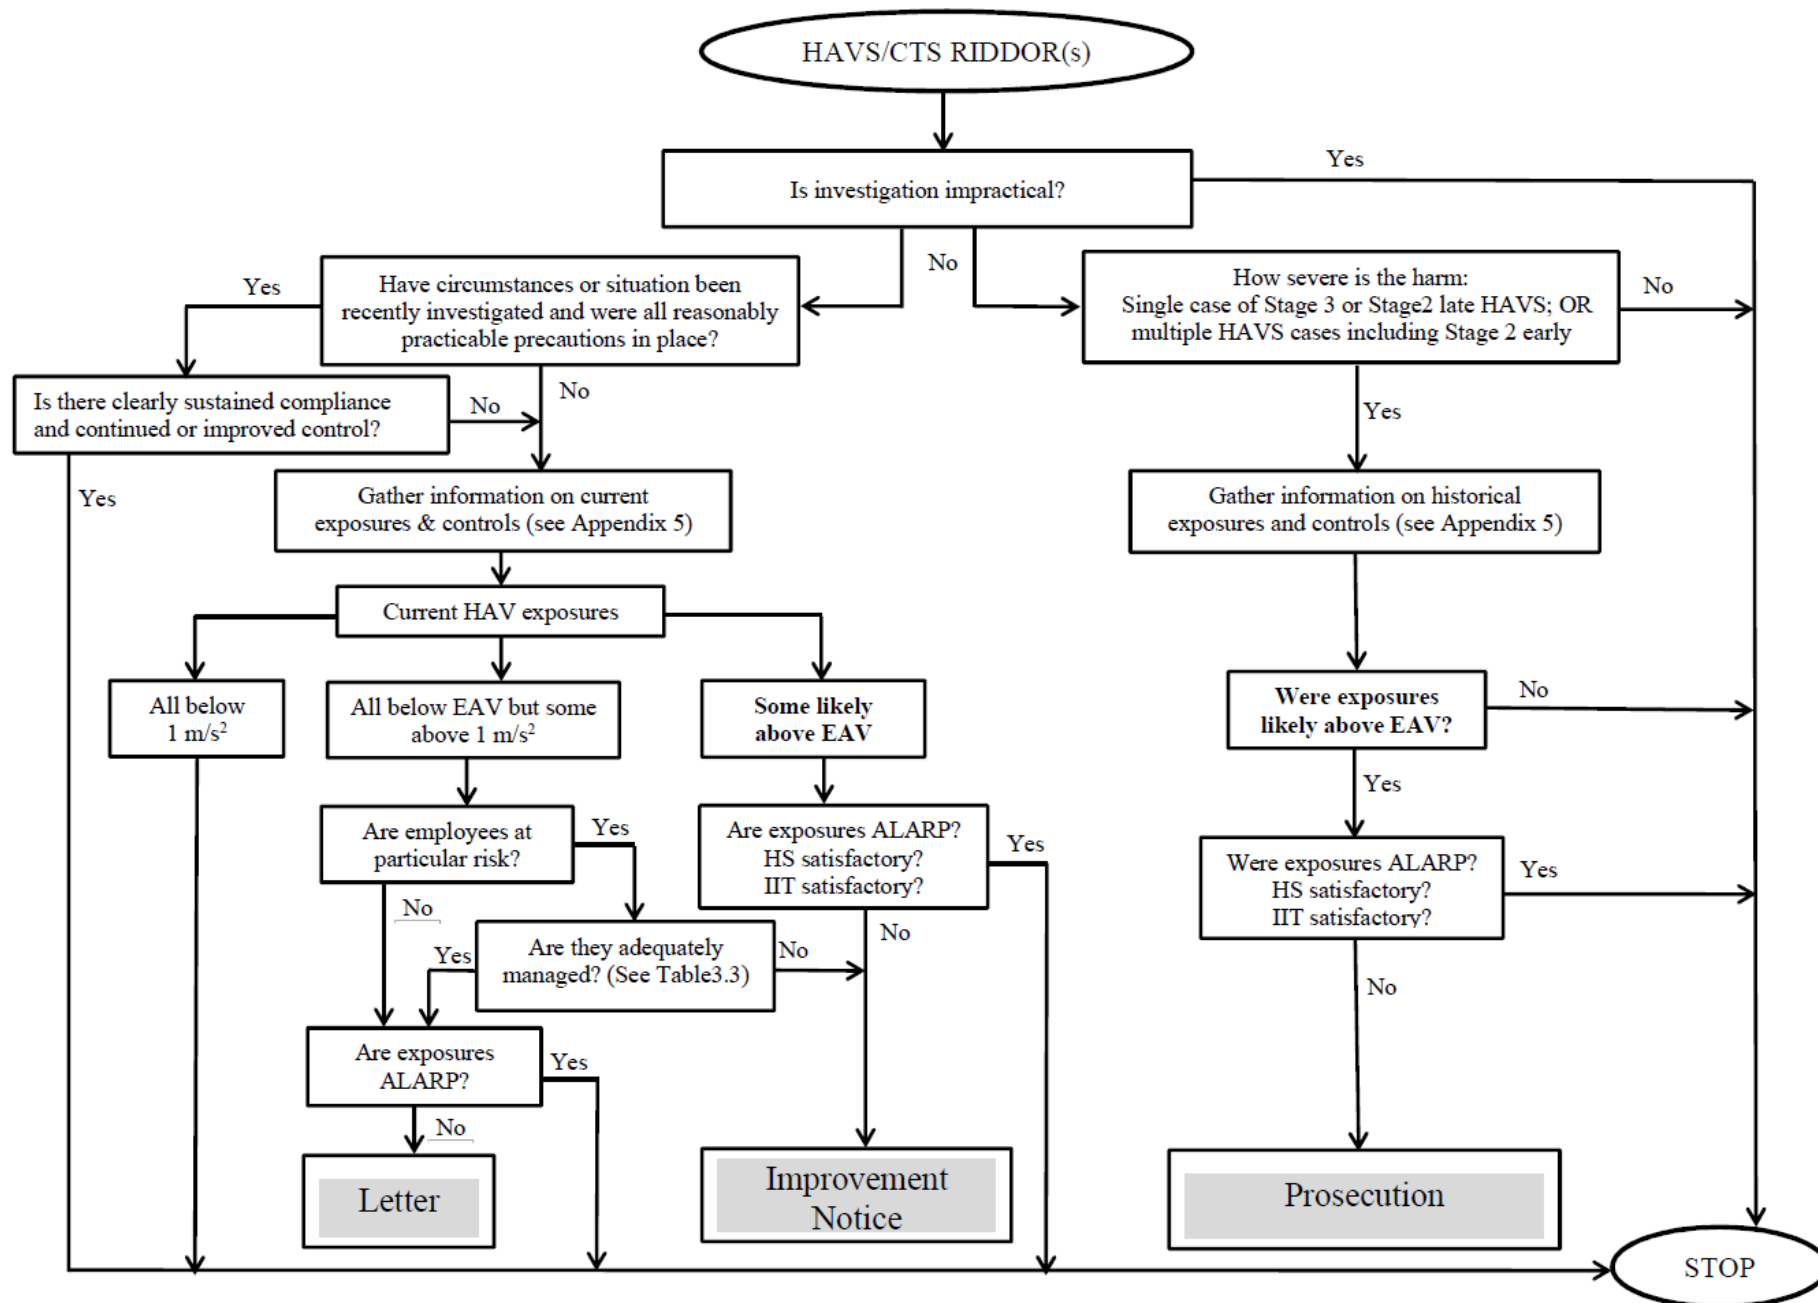 HAVS/CTS RIDDOR(s)
Is investigation impractical?
Yes
No
Have circumstances or situation been
recently investigated and were all reasonably
practicable precautions in place?
Yes
No
How severe is the harm:
Single case of Stage 3 or Stage2 late HAVS; OR
multiple HAVS cases including Stage 2 early
No
Yes
Is there clearly sustained compliance
and continued or improved control?
No
Yes
Gather information on current
exposures & controls (see Appendix 5)
Gather information on historical
exposures and controls (see Appendix 5)
Current HAV exposures
All below
1 m/s²
All below EAV but some
above 1 m/s²
Some likely
above EAV
Were exposures
likely above EAV?
No
Yes
Are employees at
particular risk?
Yes
No
Are exposures ALARP?
HS satisfactory?
IIT satisfactory?
Yes
No
Were exposures ALARP?
HS satisfactory?
IIT satisfactory?
Yes
No
Are they adequately
managed? (See Table3.3)
Yes
No
Are exposures
ALARP?
Yes
No
Letter
Improvement
Notice
Prosecution
STOP